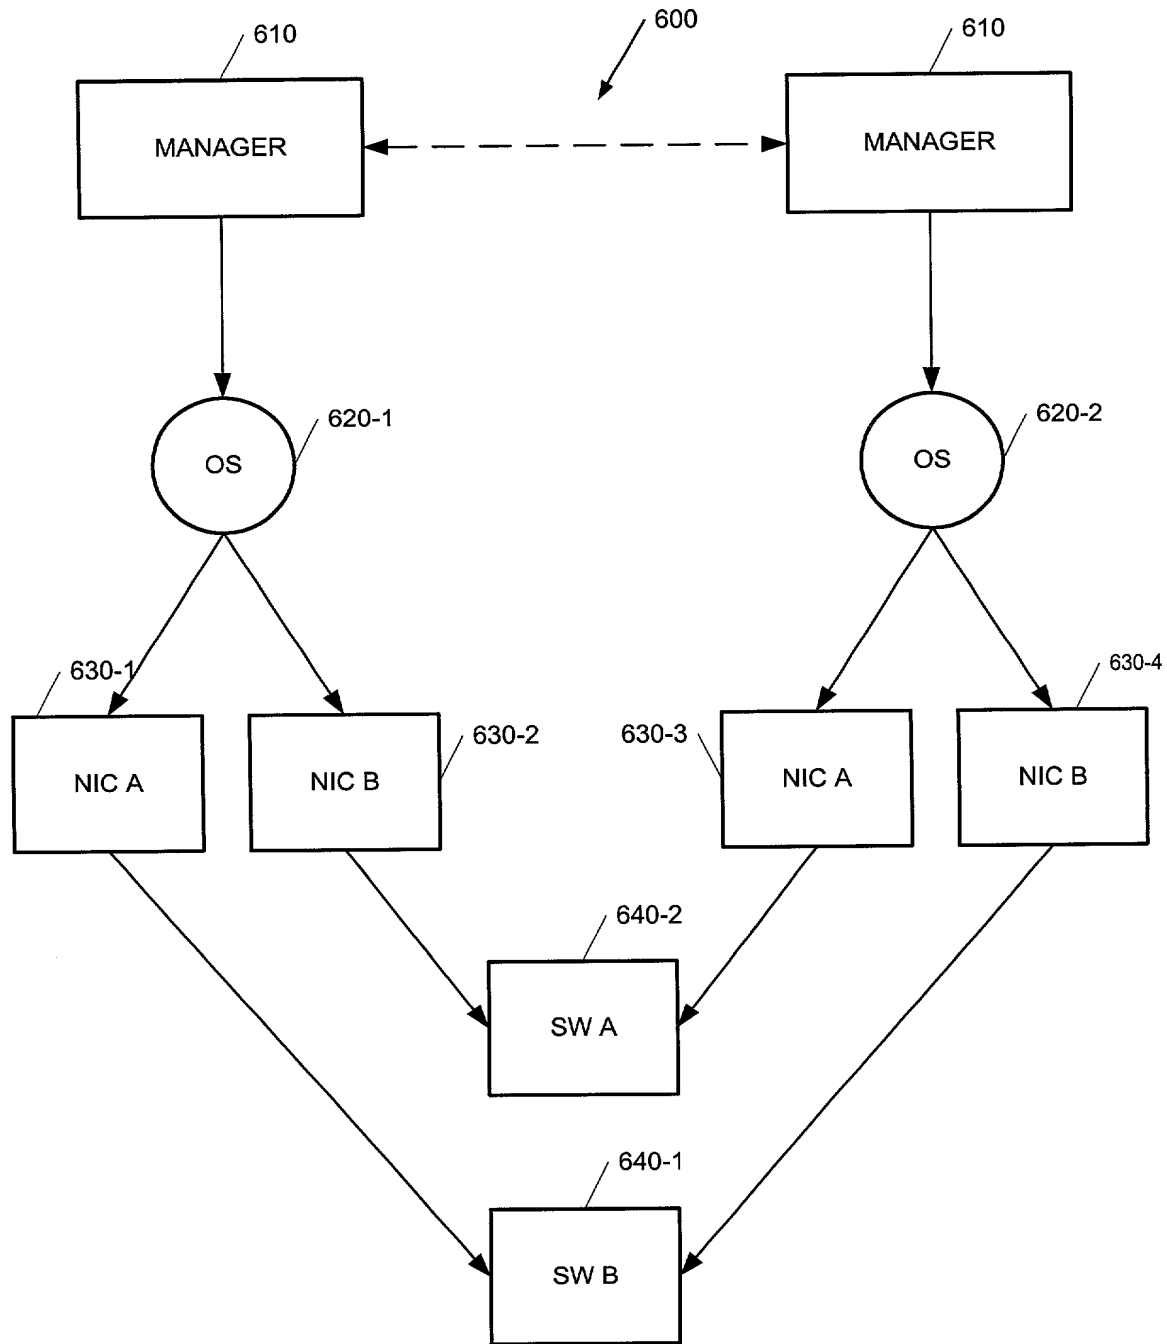 600
610
610
MANAGER
MANAGER
620-1
620-2
OS
OS
630-1
630-2
630-3
630-4
NIC A
NIC B
NIC A
NIC B
640-2
SW A
640-1
SW B